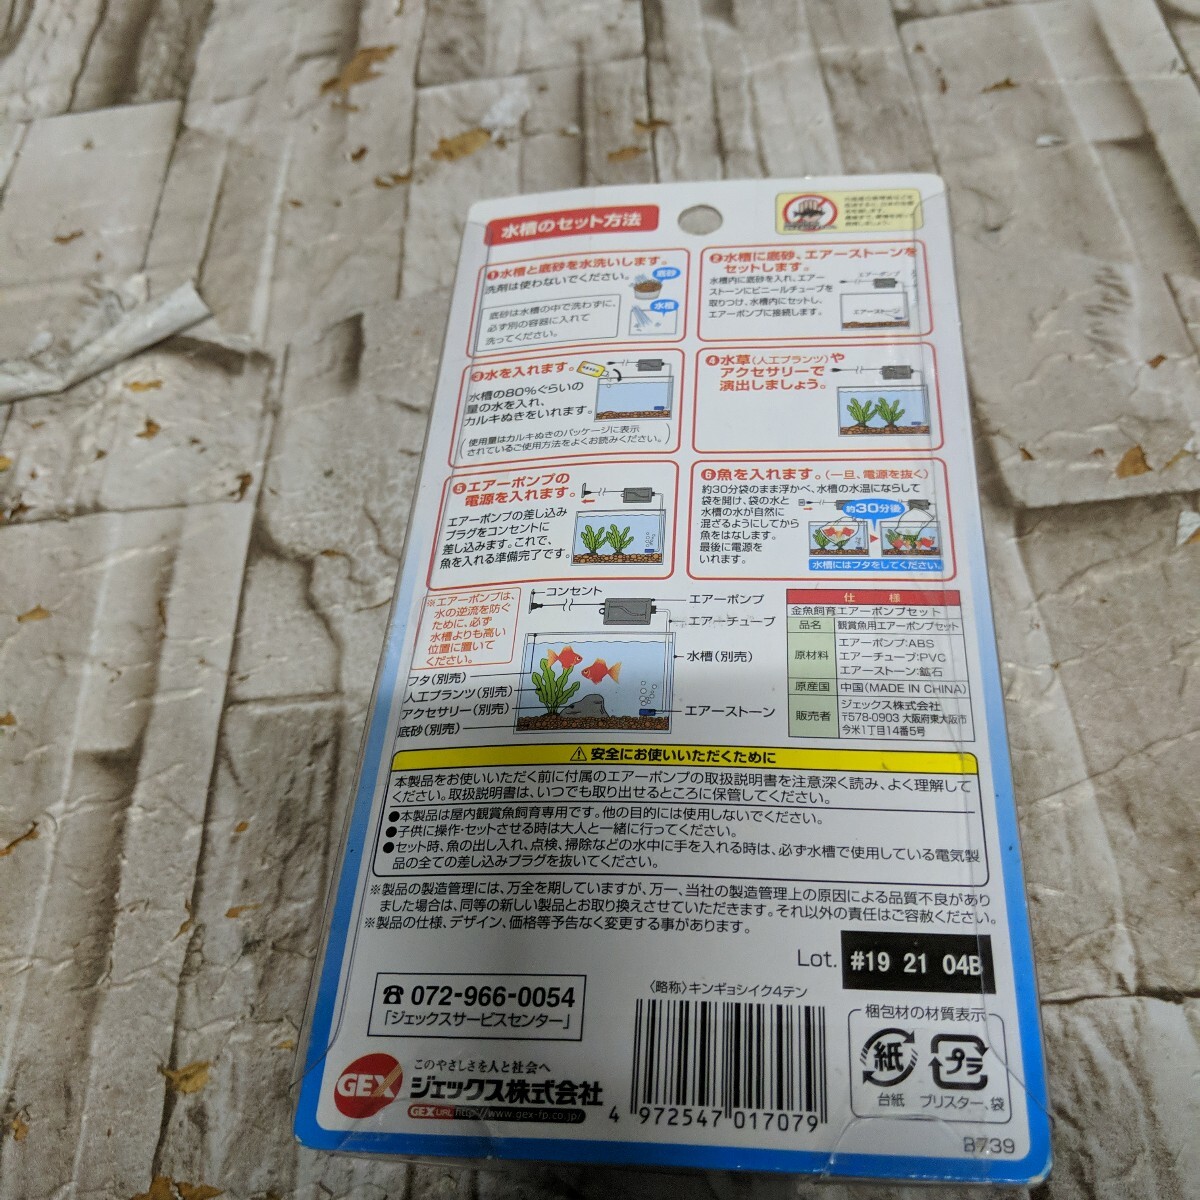 水槽のセット方法
①水槽と底砂を水洗いします。
洗剤は使わないでください。
底砂
水槽
底砂は水槽の中で洗わずに、
必ず別の容器に入れて
洗ってください。
②水槽に底砂、エアーストーンを
セットします。
水槽内に底砂を入れ、エアー
ストーンにビニールチューブを
取りつけ、水槽内にセットし、
エアーポンプに接続します。
エアーポンプ
エアーストーン
③水を入れます。
水槽の80%ぐらいの
量の水を入れ、
カルキぬきをいれます。
(使用量はカルキぬきのパッケージに表示
されているご使用方法をよくお読みください。)
④水草(人工プランツ)や
アクセサリーで
演出しましょう。
⑤エアーポンプの
電源を入れます。
エアーポンプの差し込み
プラグをコンセントに
差し込みます。これで、
魚を入れる準備完了です。
⑥魚を入れます。(一旦、電源を抜く)
約30分袋のまま浮かべ、水槽の水温にならして
袋を開け、袋の水と
水槽の水が自然に
混ざるようにしてから
魚をはなします。
最後に電源を
いれます。
約30分後
水槽にはフタをしてください。
※エアーポンプは、
水の逆流を防ぐ
ために、必ず
水槽よりも高い
位置に置いて
ください。
コンセント
エアーポンプ
エアーチューブ
水槽(別売)
エアーストーン
フタ(別売)
人工プランツ(別売)
アクセサリー(別売)
底砂(別売)
仕 様
金魚飼育エアーポンプセット
品名 観賞魚用エアーポンプセット
原材料 エアーポンプ:ABS
エアーチューブ:PVC
エアーストーン:鉱石
原産国 中国(MADE IN CHINA)
販売者 ジェックス株式会社
〒578-0903 大阪府東大阪市
今米1丁目14番5号
⚠安全にお使いいただくために
本製品をお使いいただく前に付属のエアーポンプの取扱説明書を注意深く読み、よく理解して
ください。取扱説明書は、いつでも取り出せるところに保管してください。
●本製品は屋内観賞魚飼育専用です。他の目的には使用しないでください。
●子供に操作・セットさせる時は大人と一緒に行ってください。
●セット時、魚の出し入れ、点検、掃除などの水中に手を入れる時は、必ず水槽で使用している電気製
品の全ての差し込みプラグを抜いてください。
※製品の製造管理には、万全を期していますが、万一、当社の製造管理上の原因による品質不良があり
ました場合は、同等の新しい製品とお取り換えさせていただきます。それ以外の責任はご容赦ください。
※製品の仕様、デザイン、価格等予告なく変更する事があります。
Lot. #19 21 04B
☎072-966-0054
「ジェックスサービスセンター」
〈略称〉キンギョシイク4テン
梱包材の材質表示
紙
プラ
台紙
ブリスター、袋
GEX
このやさしさを人と社会へ
ジェックス株式会社
GEX URL http://www.gex-fp.co.jp/
4 972547 017079
B739